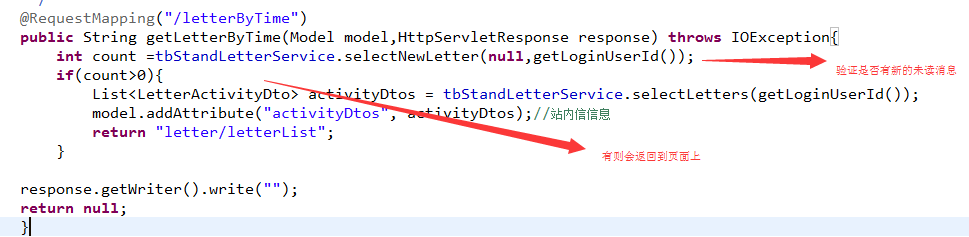 @RequestMapping("/letterByTime")
public String getLetterByTime(Model model,HttpServletResponse response) throws IOException{
int count =tbStandLetterService.selectNewLetter(null,getLoginUserId());
验证是否有新的未读消息
if(count>0){
List<LetterActivityDto> activityDtos = tbStandLetterService.selectLetters(getLoginUserId());
model.addAttribute("activityDtos", activityDtos);//站内信信息
return "letter/letterList";
}
有则会返回到页面上
response.getWriter().write("");
return null;
}